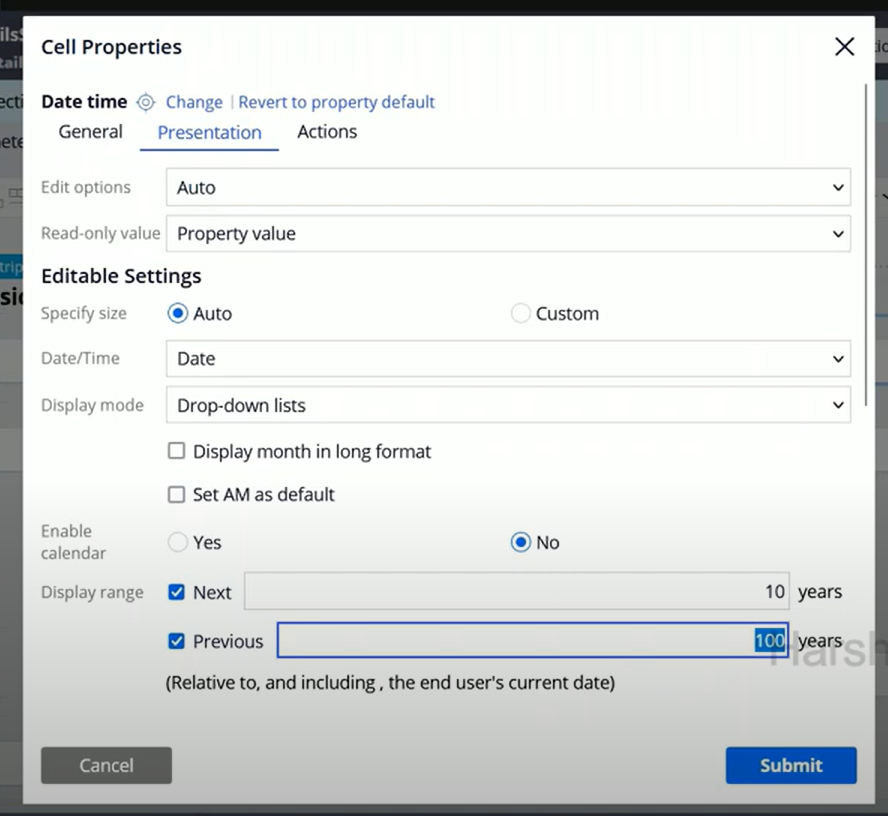 Cell Properties
Date time Change | Revert to property default
General Presentation Actions
Edit options Auto
Read-only value Property value
Editable Settings
Specify size Auto Custom
Date/Time Date
Display mode Drop-down lists
Display month in long format
Set AM as default
Enable calendar Yes No
Display range Next 10 years
Previous 100 years
Harsh
(Relative to, and including , the end user's current date)
Cancel Submit